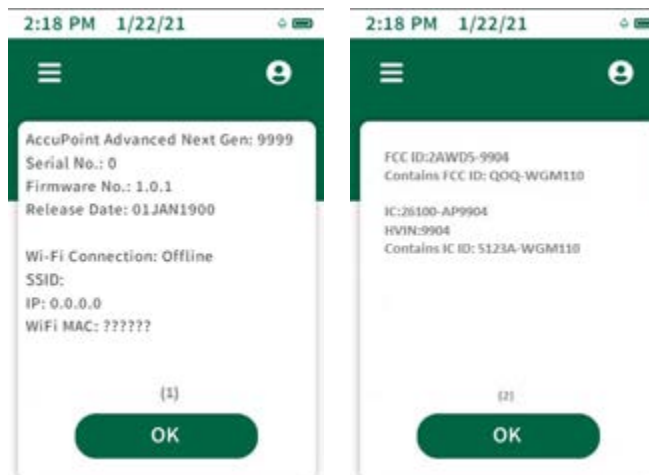 2:18 PM 1/22/21
AccuPoint Advanced Next Gen: 9999
Serial No.: 0
Firmware No.: 1.0.1
Release Date: 01JAN1900
Wi-Fi Connection: Offline
SSID:
IP: 0.0.0.0
WiFi MAC: ??????
(1)
OK
2:18 PM 1/22/21
FCC ID:2AWD5-9904
Contains FCC ID: QOQ-WGM110
IC:26100-AP9904
HVIN:9904
Contains IC ID: 5123A-WGM110
(2)
OK